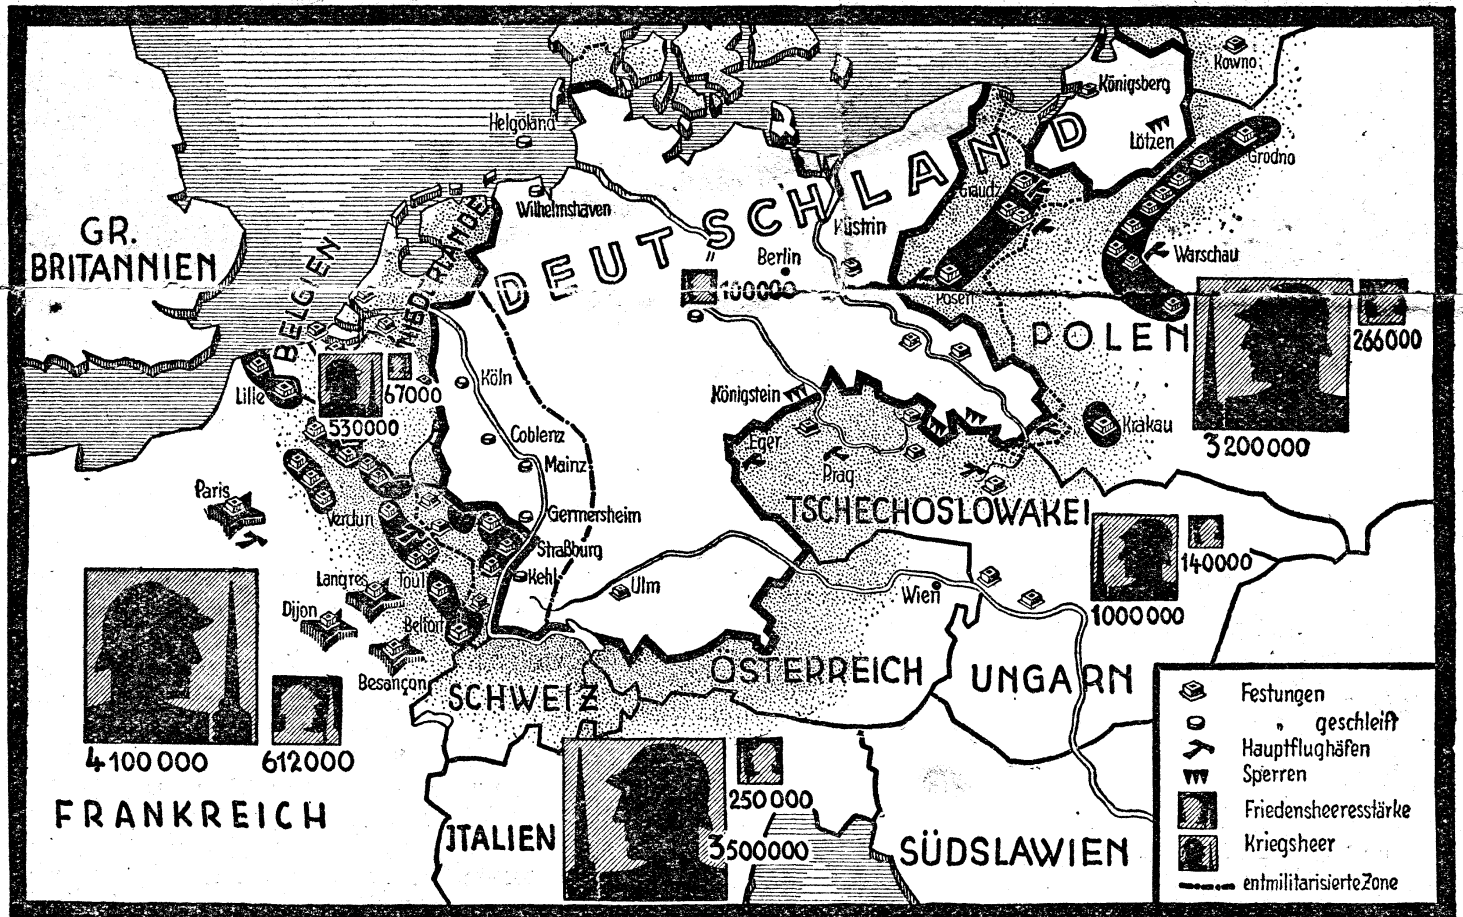 Kowno
Königsberg
Helgoland
Lötzen
Grodno
Graudz
Wilhelmshaven
GR.
BRITANNIEN
DEUTSCHLAND
NIEDERLANDE
BELGIEN
Küstrin
Berlin
Warschau
100000
Posen
POLEN
266000
3200000
Lille
67000
530000
Köln
Königstein
Krakau
Coblenz
Eger
Mainz
Prag
Paris
Verdun
Germersheim
TSCHECHOSLOWAKEI
Straßburg
140000
1000000
Langres
Toul
Kehl
Ulm
Wien
Dijon
Belfort
Besançon
SCHWEIZ
ÖSTERREICH
UNGARN
4100000
612000
FRANKREICH
ITALIEN
250000
3500000
SÜDSLAWIEN
Festungen
" geschleift
Hauptflughäfen
Sperren
Friedensheeresstärke
Kriegsheer
entmilitarisierte Zone